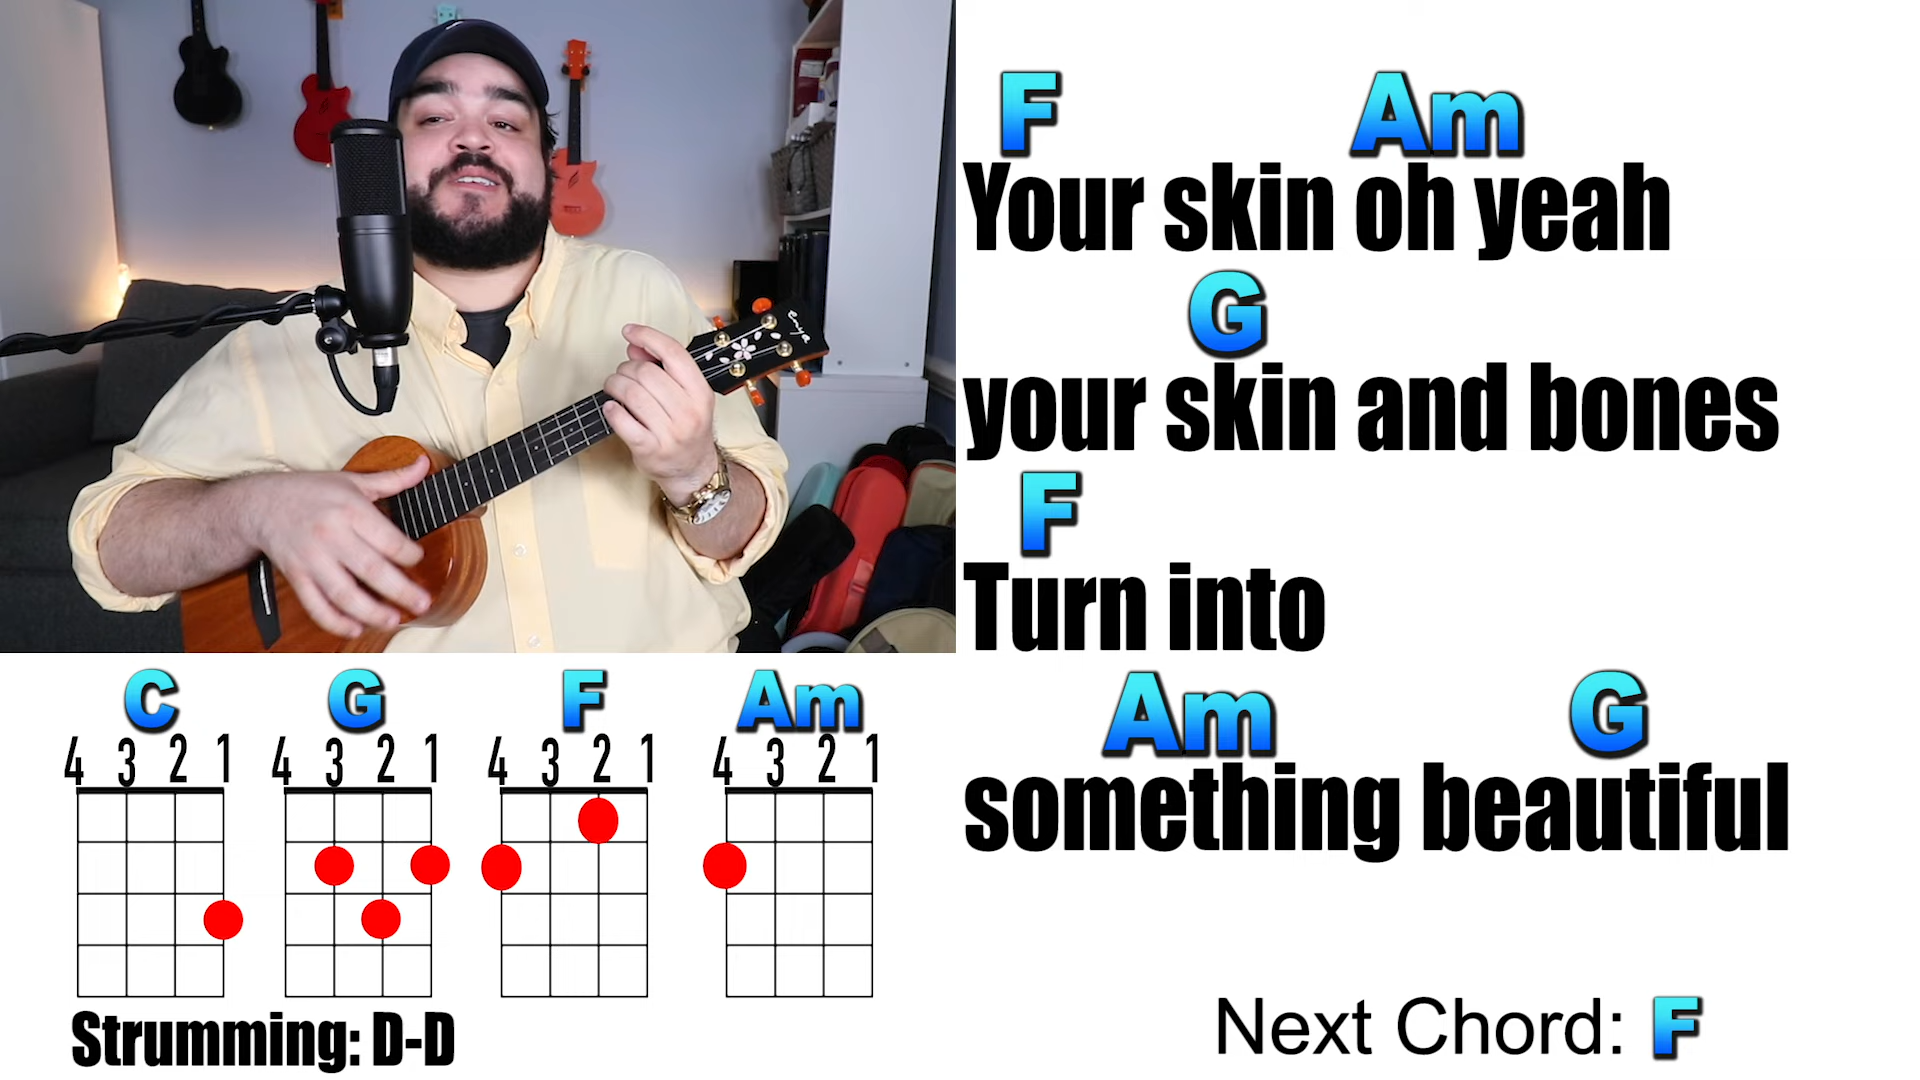 enya
F Am
Your skin oh yeah
G
your skin and bones
F
Turn into
Am G
something beautiful
C G F Am
4 3 2 1 4 3 2 1 4 3 2 1 4 3 2 1
Strumming: D-D
Next Chord: F